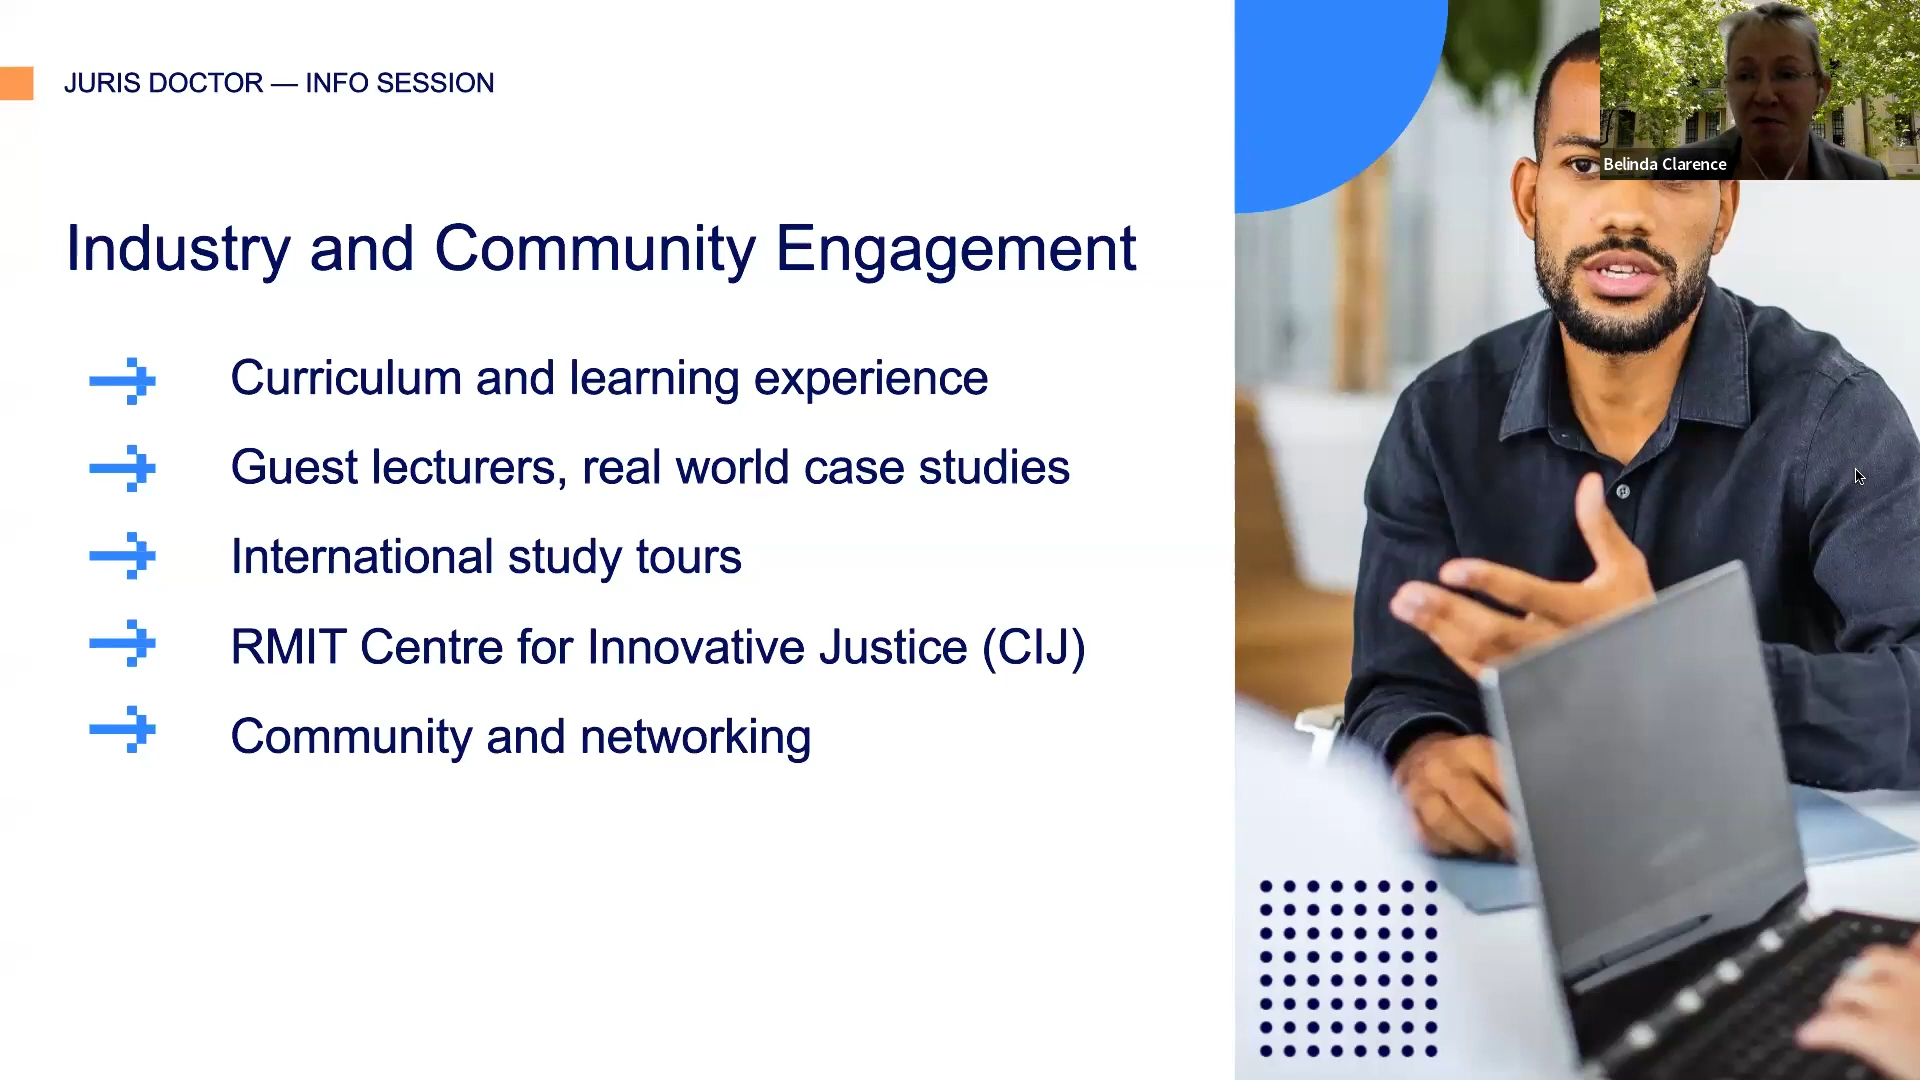 JURIS DOCTOR — INFO SESSION
Belinda Clarence
Industry and Community Engagement
Curriculum and learning experience
Guest lecturers, real world case studies
International study tours
RMIT Centre for Innovative Justice (CIJ)
Community and networking